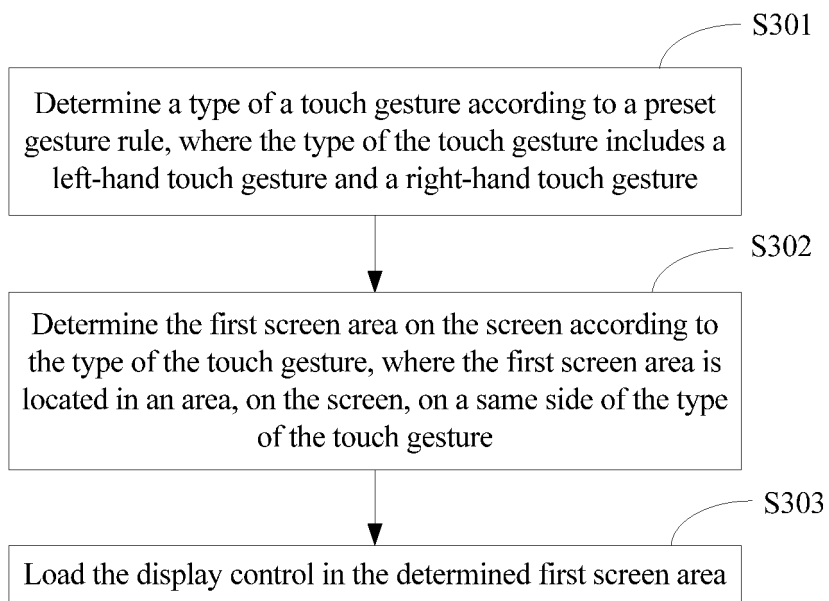 S301
Determine a type of a touch gesture according to a preset
gesture rule, where the type of the touch gesture includes a
left-hand touch gesture and a right-hand touch gesture
S302
Determine the first screen area on the screen according to
the type of the touch gesture, where the first screen area is
located in an area, on the screen, on a same side of the type
of the touch gesture
S303
Load the display control in the determined first screen area